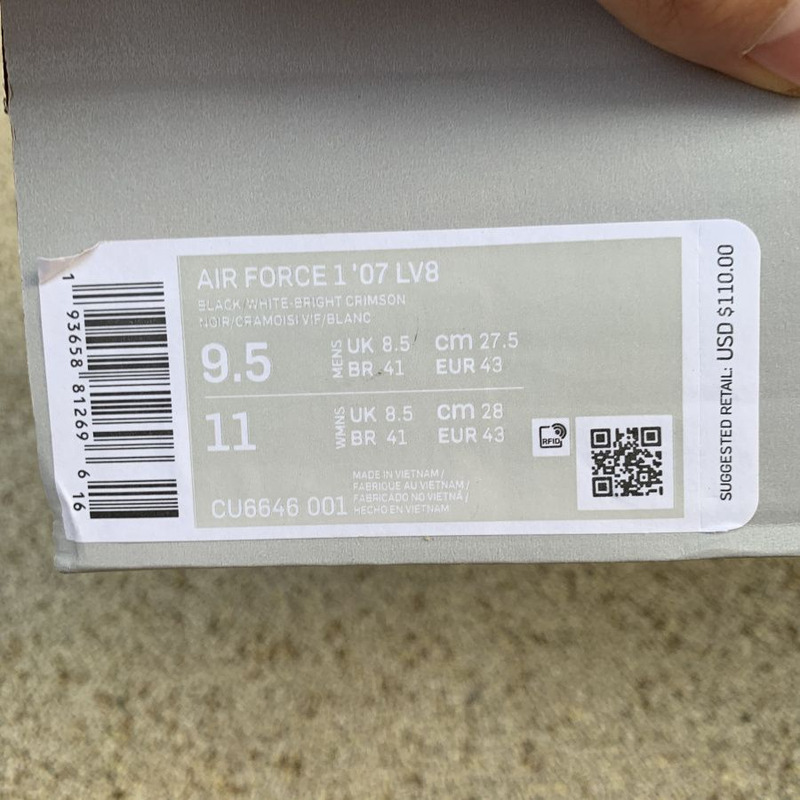 AIR FORCE 1 '07 LV8
BLACK/WHITE-BRIGHT CRIMSON
NOIR/CRAMOISI VIF/BLANC
9.5
MENS
UK 8.5 cm 27.5
BR 41 EUR 43
11
WMNS
UK 8.5 cm 28
BR 41 EUR 43
RFID
CU6646 001
MADE IN VIETNAM /
FABRIQUE AU VIETNAM /
FABRICADO NO VIETNÃ /
HECHO EN VIETNAM
1 93658 81269 6 16
SUGGESTED RETAIL: USD $110.00